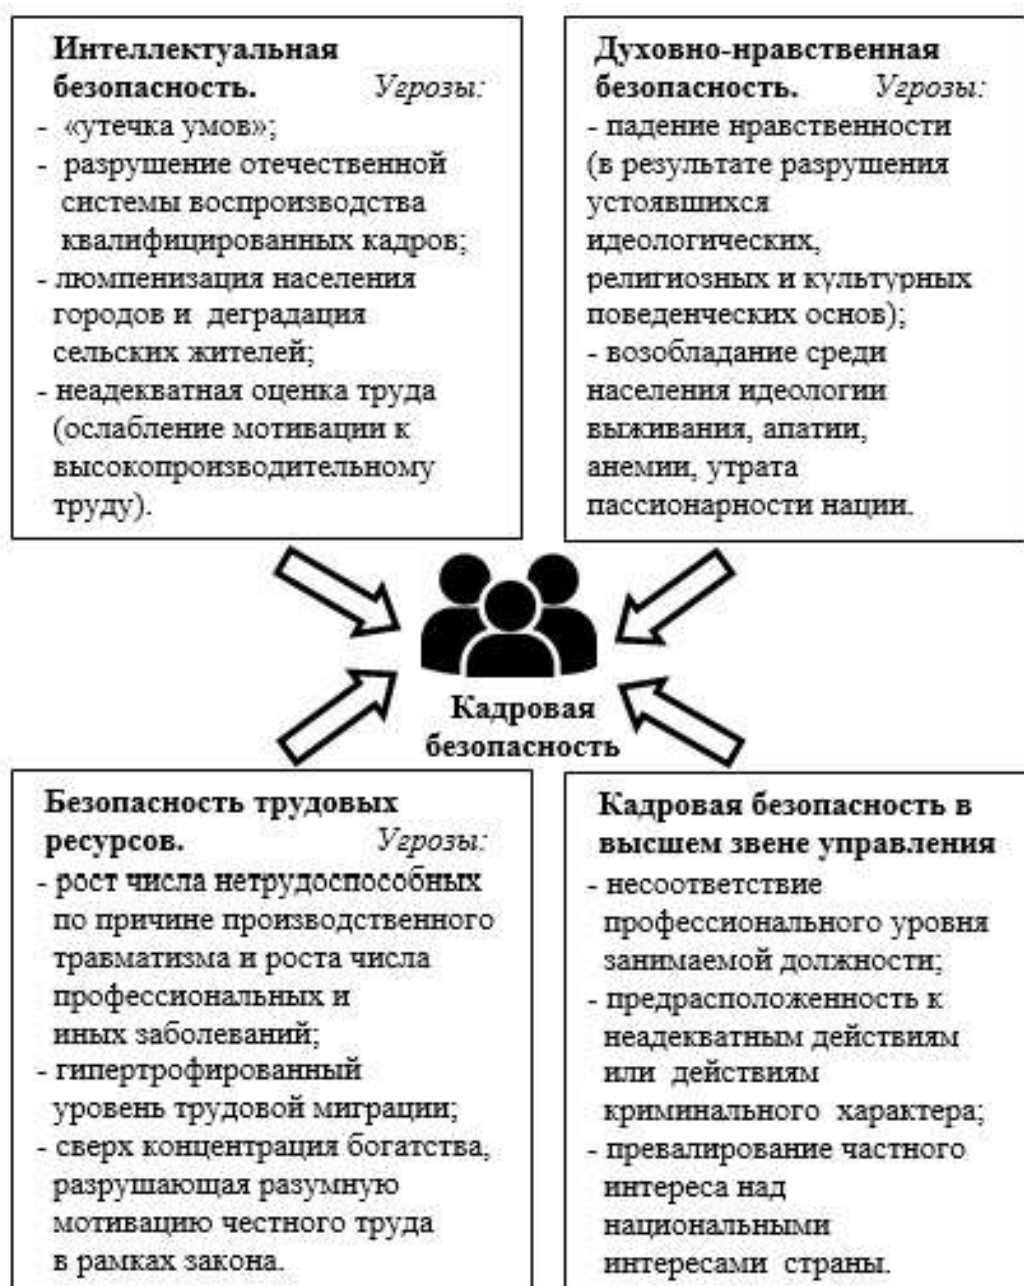 Интеллектуальная
безопасность. Угрозы:
- «утечка умов»;
- разрушение отечественной
системы воспроизводства
квалифицированных кадров;
- люмпенизация населения
городов и деградация
сельских жителей;
- неадекватная оценка труда
(ослабление мотивации к
высокопроизводительному
труду).
Духовно-нравственная
безопасность. Угрозы:
- падение нравственности
(в результате разрушения
устоявшихся
идеологических,
религиозных и культурных
поведенческих основ);
- возобладание среди
населения идеологии
выживания, апатии,
анемии, утрата
пассионарности нации.
Кадровая
безопасность
Безопасность трудовых
ресурсов. Угрозы:
- рост числа нетрудоспособных
по причине производственного
травматизма и роста числа
профессиональных и
иных заболеваний;
- гипертрофированный
уровень трудовой миграции;
- сверх концентрация богатства,
разрушающая разумную
мотивацию честного труда
в рамках закона.
Кадровая безопасность в
высшем звене управления
- несоответствие
профессионального уровня
занимаемой должности;
- предрасположенность к
неадекватным действиям
или действиям
криминального характера;
- превалирование частного
интереса над
национальными
интересами страны.